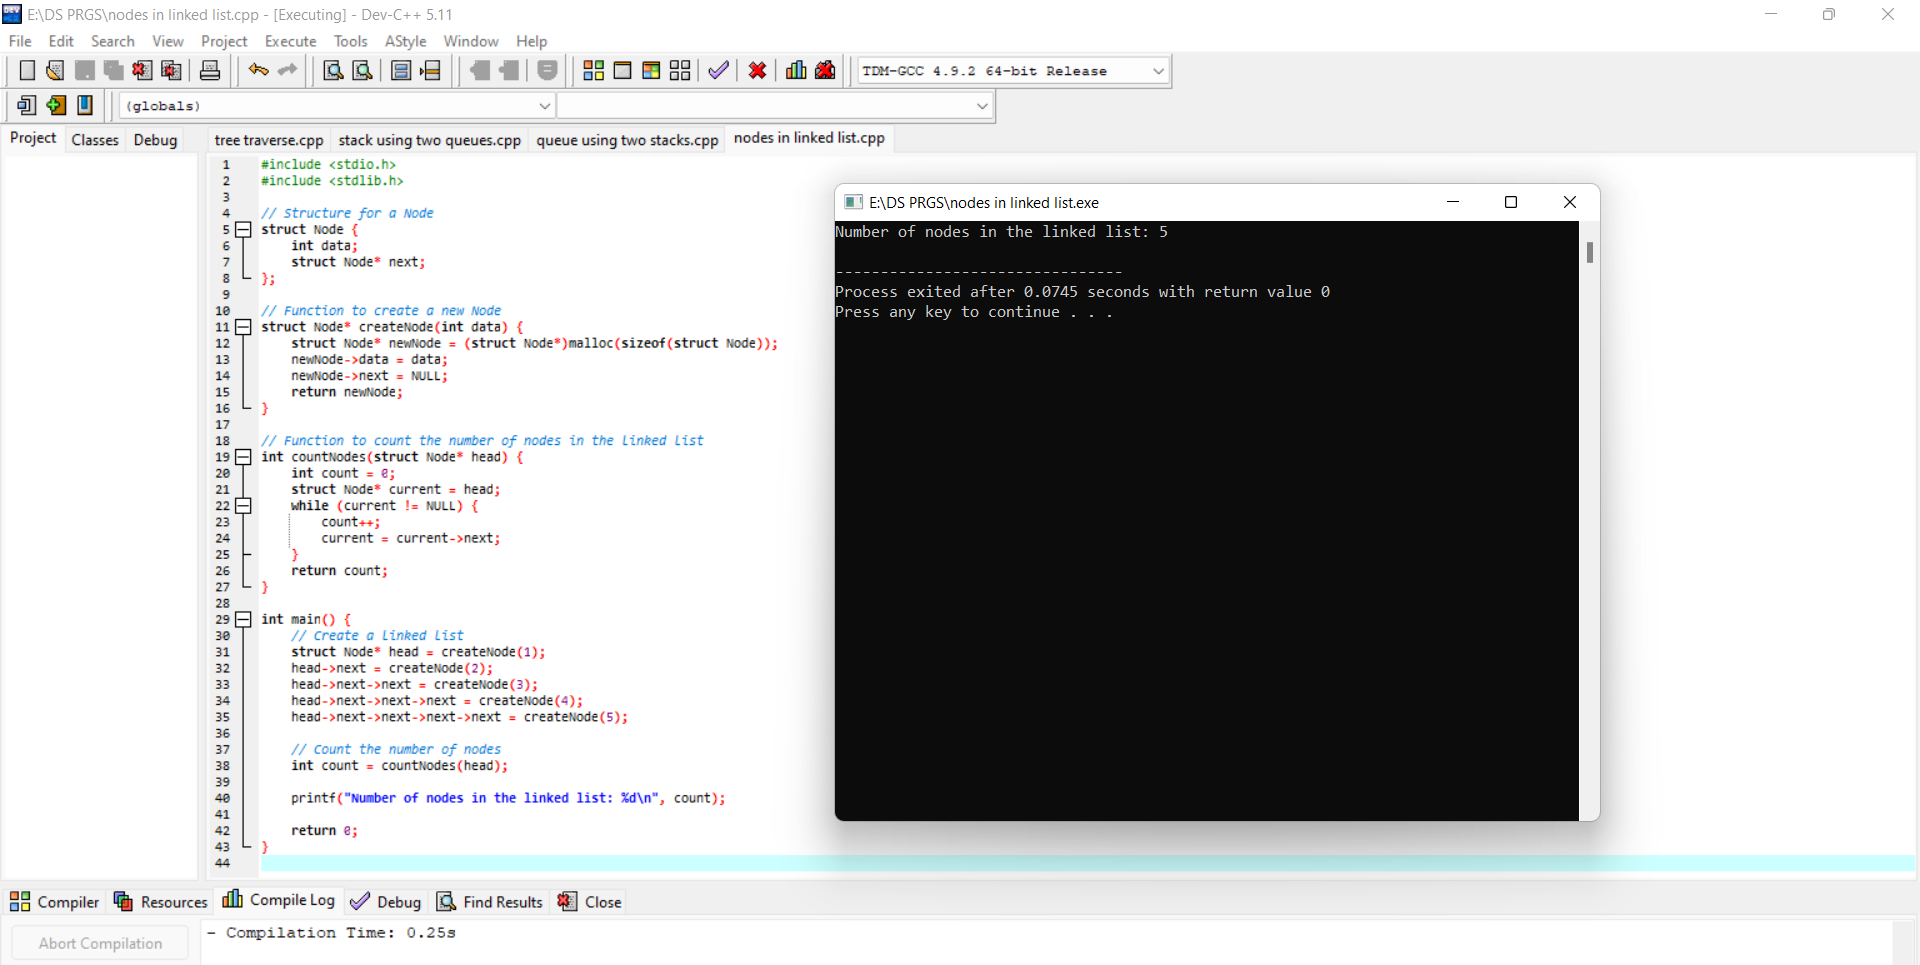 E:\DS PRGS\nodes in linked list.cpp - [Executing] - Dev-C++ 5.11
File Edit Search View Project Execute Tools AStyle Window Help
TDM-GCC 4.9.2 64-bit Release
(globals)
Project Classes Debug
tree traverse.cpp stack using two queues.cpp queue using two stacks.cpp nodes in linked list.cpp
1 #include <stdio.h>
2 #include <stdlib.h>
3
4 // Structure for a Node
5 struct Node {
6 int data;
7 struct Node* next;
8 };
9
10 // Function to create a new Node
11 struct Node* createNode(int data) {
12 struct Node* newNode = (struct Node*)malloc(sizeof(struct Node));
13 newNode->data = data;
14 newNode->next = NULL;
15 return newNode;
16 }
17
18 // Function to count the number of nodes in the linked list
19 int countNodes(struct Node* head) {
20 int count = 0;
21 struct Node* current = head;
22 while (current != NULL) {
23 count++;
24 current = current->next;
25 }
26 return count;
27 }
28
29 int main() {
30 // Create a linked list
31 struct Node* head = createNode(1);
32 head->next = createNode(2);
33 head->next->next = createNode(3);
34 head->next->next->next = createNode(4);
35 head->next->next->next->next = createNode(5);
36
37 // Count the number of nodes
38 int count = countNodes(head);
39
40 printf("Number of nodes in the linked list: %d\n", count);
41
42 return 0;
43 }
44
E:\DS PRGS\nodes in linked list.exe
Number of nodes in the linked list: 5
--------------------------------
Process exited after 0.0745 seconds with return value 0
Press any key to continue . . .
Compiler Resources Compile Log Debug Find Results Close
Abort Compilation
- Compilation Time: 0.25s